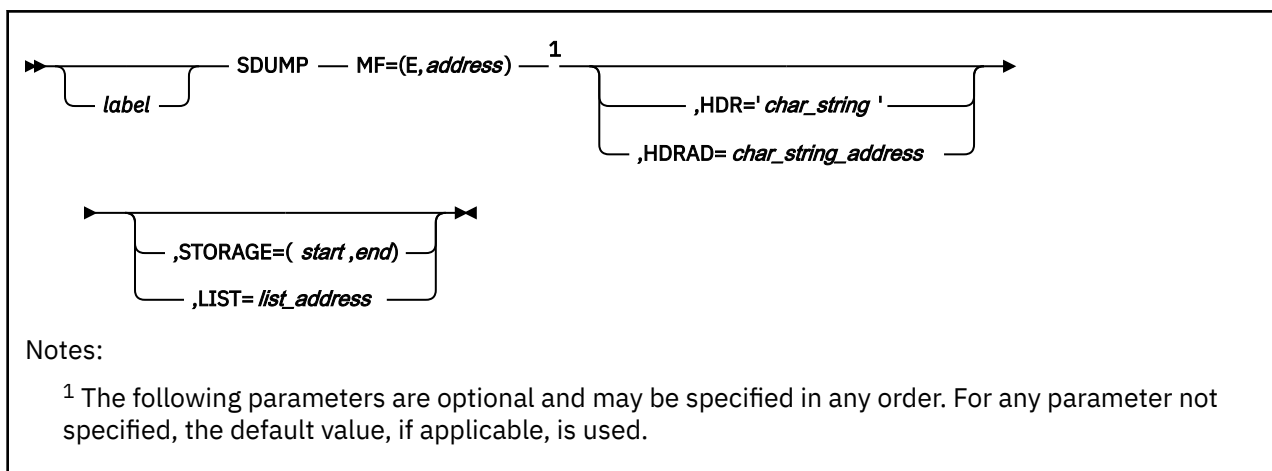 label SDUMP MF=(E, address) 1
,HDR=' char_string '
,HDRAD= char_string_address
,STORAGE=( start ,end)
,LIST= list_address
Notes:
1 The following parameters are optional and may be specified in any order. For any parameter not
specified, the default value, if applicable, is used.